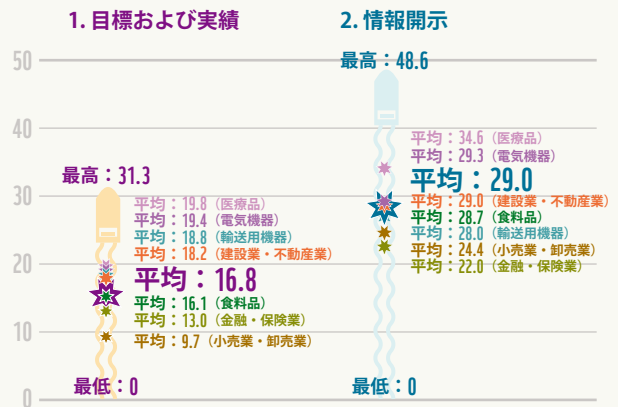 1. 目標および実績
2. 情報開示
50
40
30
20
10
0
最高：31.3
平均：19.8（医療品）
平均：19.4（電気機器）
平均：18.8（輸送用機器）
平均：18.2（建設業・不動産業）
平均：16.8
平均：16.1（食料品）
平均：13.0（金融・保険業）
平均：9.7（小売業・卸売業）
最低：0
最高：48.6
平均：34.6（医療品）
平均：29.3（電気機器）
平均：29.0
平均：29.0（建設業・不動産業）
平均：28.7（食料品）
平均：28.0（輸送用機器）
平均：24.4（小売業・卸売業）
平均：22.0（金融・保険業）
最低：0